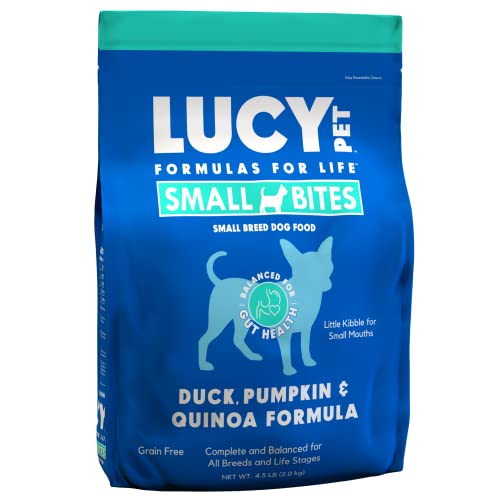 LUCY PET
FORMULAS FOR LIFE™
SMALL BITES
SMALL BREED DOG FOOD
BALANCED FOR
GUT HEALTH
Little Kibble for
Small Mouths
DUCK, PUMPKIN &
QUINOA FORMULA
Grain Free
Complete and Balanced for
All Breeds and Life Stages
NET WT. 4.5 LB (2.0 KG)